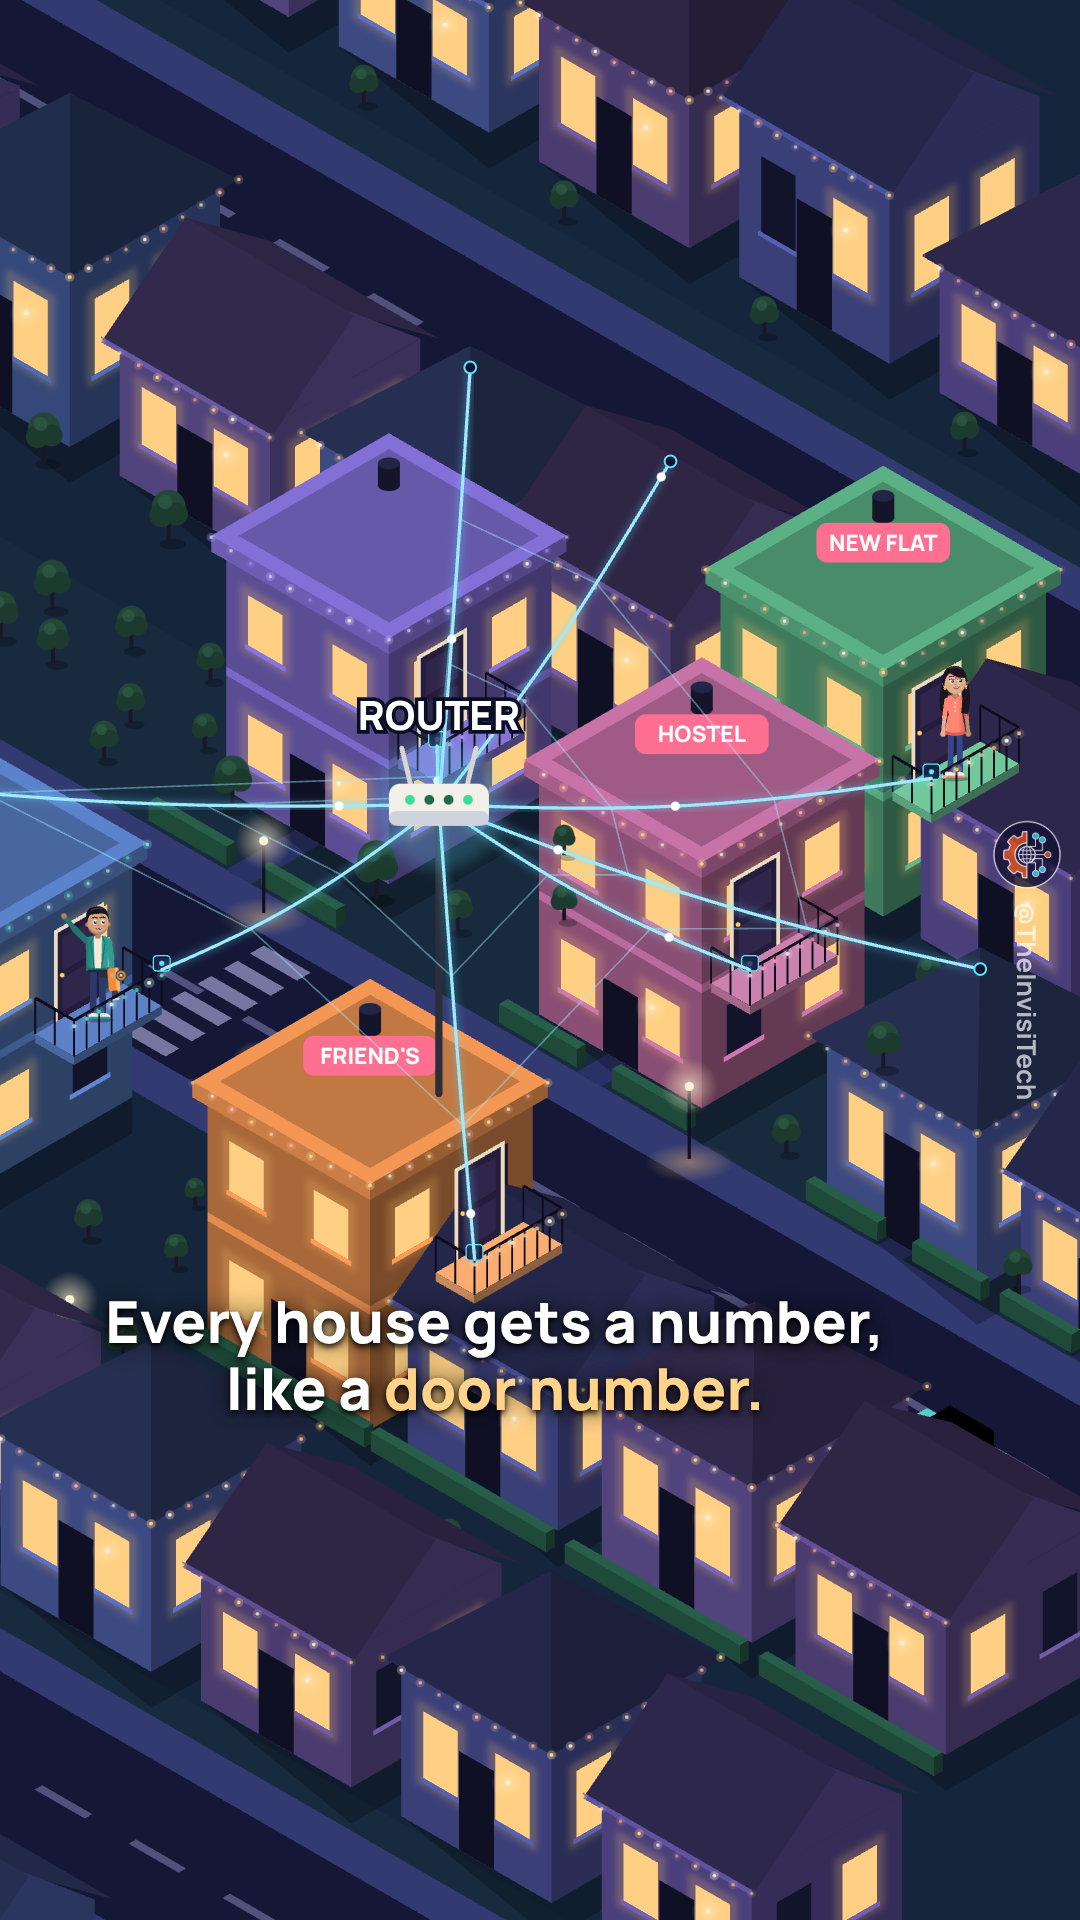 NEW FLAT
ROUTER
HOSTEL
@TheInvisiTech
FRIEND'S
Every house gets a number,
like a door number.